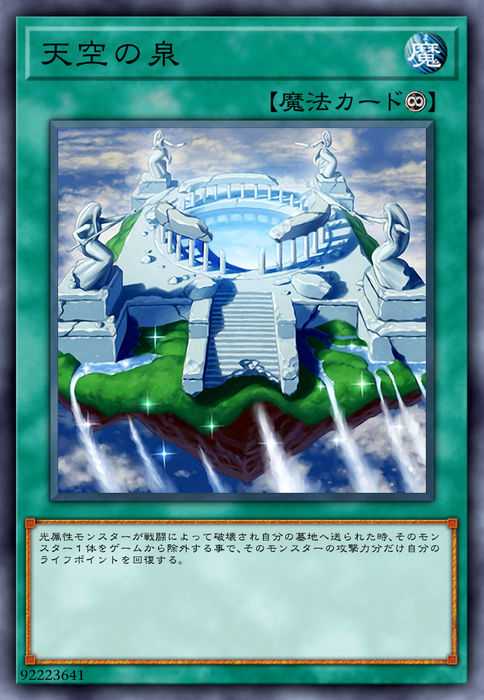 天空の泉
魔
【魔法カード∞】
光属性モンスターが戦闘によって破壊され自分の墓地へ送られた時、そのモン
スター１体をゲームから除外する事で、そのモンスターの攻撃力分だけ自分の
ライフポイントを回復する。
92223641